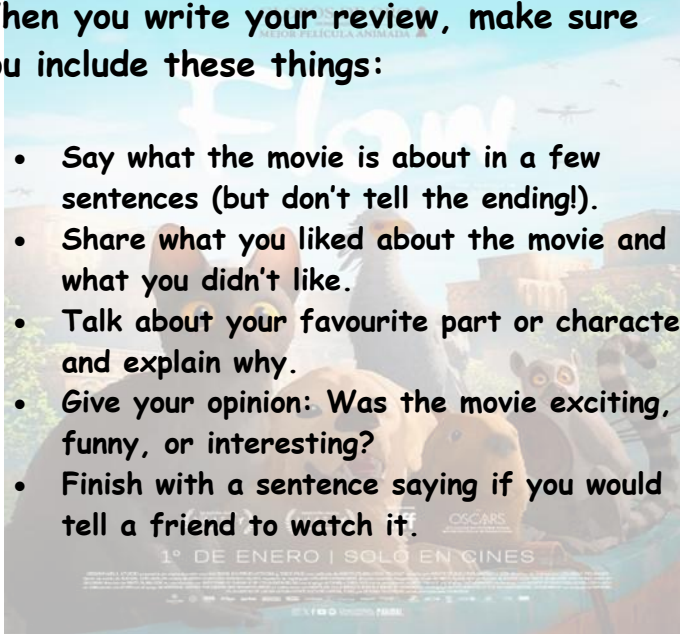 hen you write your review, make sure
u include these things:
MEJOR PELÍCULA ANIMADA
Flow
• Say what the movie is about in a few
sentences (but don't tell the ending!).
• Share what you liked about the movie and
what you didn't like.
• Talk about your favourite part or characte
and explain why.
• Give your opinion: Was the movie exciting,
funny, or interesting?
• Finish with a sentence saying if you would
tell a friend to watch it.
OSCARS
1º DE ENERO | SOLO EN CINES